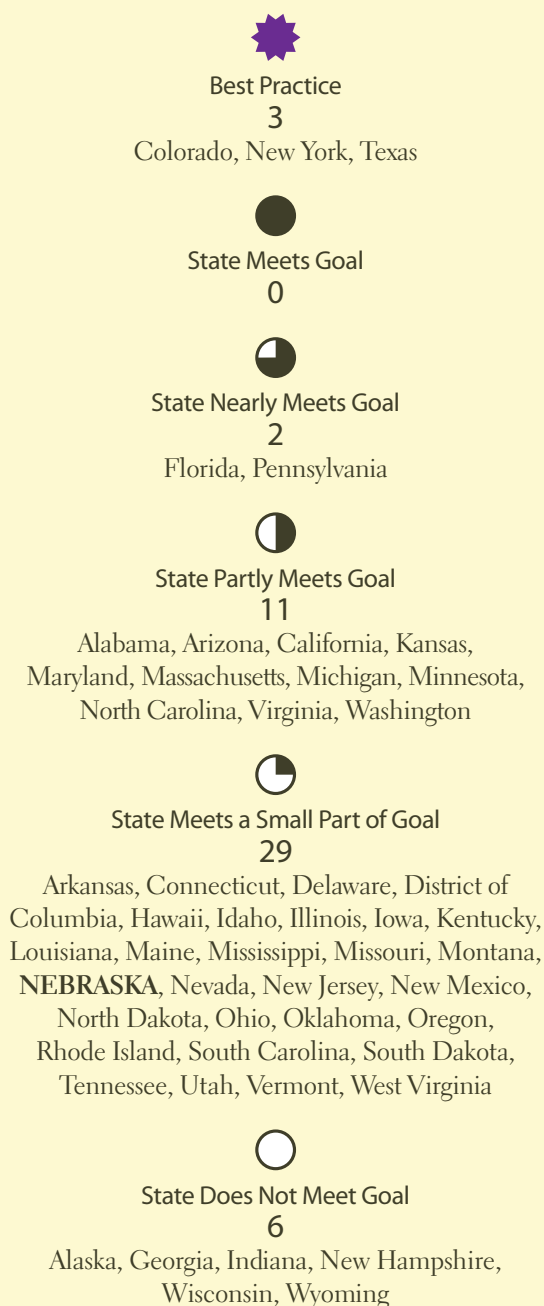 Best Practice
3
Colorado, New York, Texas
State Meets Goal
0
State Nearly Meets Goal
2
Florida, Pennsylvania
State Partly Meets Goal
11
Alabama, Arizona, California, Kansas,
Maryland, Massachusetts, Michigan, Minnesota,
North Carolina, Virginia, Washington
State Meets a Small Part of Goal
29
Arkansas, Connecticut, Delaware, District of
Columbia, Hawaii, Idaho, Illinois, Iowa, Kentucky,
Louisiana, Maine, Mississippi, Missouri, Montana,
NEBRASKA, Nevada, New Jersey, New Mexico,
North Dakota, Ohio, Oklahoma, Oregon,
Rhode Island, South Carolina, South Dakota,
Tennessee, Utah, Vermont, West Virginia
State Does Not Meet Goal
6
Alaska, Georgia, Indiana, New Hampshire,
Wisconsin, Wyoming